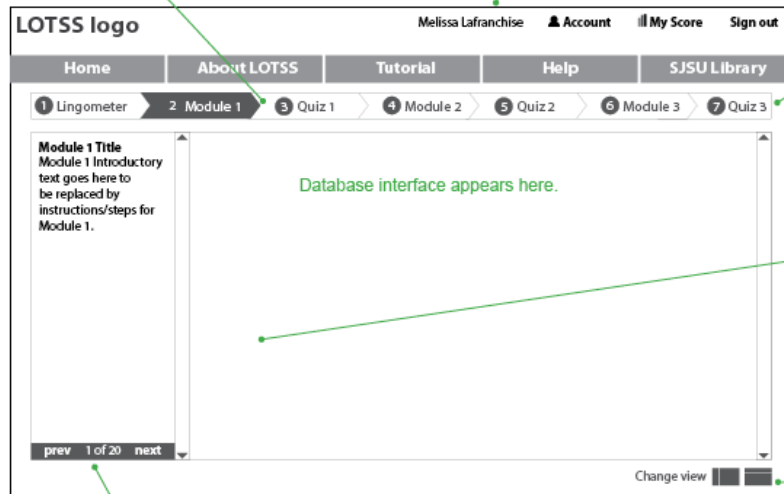 LOTSS logo
Melissa Lafranchise Account My Score Sign out
Home About LOTSS Tutorial Help SJSU Library
1 Lingometer 2 Module 1 3 Quiz 1 4 Module 2 5 Quiz 2 6 Module 3 7 Quiz 3
Module 1 Title
Module 1 Introductory
text goes here to
be replaced by
instructions/steps for
Module 1.
Database interface appears here.
prev 1 of 20 next
Change view